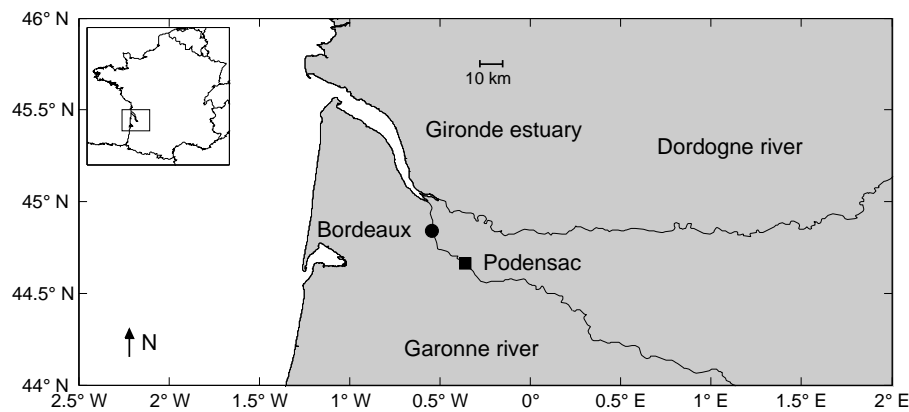 46° N
10 km
45.5° N
Gironde estuary
Dordogne river
45° N
Bordeaux
Podensac
44.5° N
N
Garonne river
44° N
2.5° W 2° W 1.5° W 1° W 0.5° W 0° 0.5° E 1° E 1.5° E 2° E